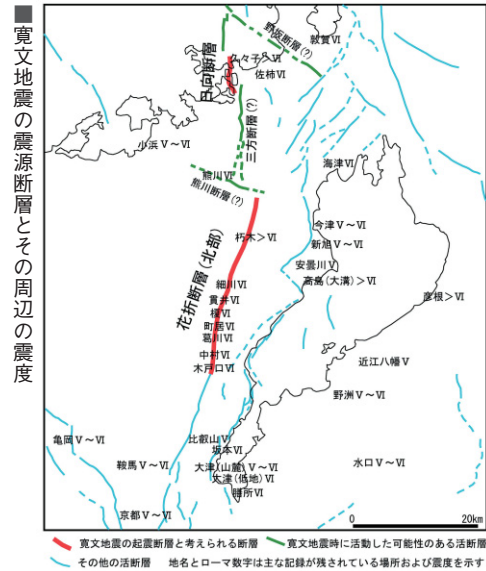 ■寛文地震の震源断層とその周辺の震度
敦賀Ⅵ
野坂断層(?)
日向断層
佐柿Ⅵ
三方断層(?)
小浜Ⅴ～Ⅵ
熊川Ⅵ
熊川断層(?)
海津Ⅵ
今津Ⅴ～Ⅵ
朽木＞Ⅵ
新旭Ⅴ～Ⅵ
安曇川Ⅴ
花折断層(北部)
細川Ⅵ
高島(大溝)＞Ⅵ
彦根＞Ⅵ
貫井Ⅵ
榎Ⅵ
町居Ⅵ
葛川Ⅵ
中村Ⅵ
木戸口Ⅵ
近江八幡Ⅴ
野洲Ⅴ～Ⅵ
亀岡Ⅴ～Ⅵ
比叡山Ⅵ
坂本Ⅵ
鞍馬Ⅴ～Ⅵ
大津(山麓)Ⅴ～Ⅵ
水口Ⅴ～Ⅵ
大津(低地)Ⅵ
膳所Ⅵ
京都Ⅴ～Ⅵ
0 20km
寛文地震の起震断層と考えられる断層 寛文地震時に活動した可能性のある活断層
その他の活断層 地名とローマ数字は主な記録が残されている場所および震度を示す